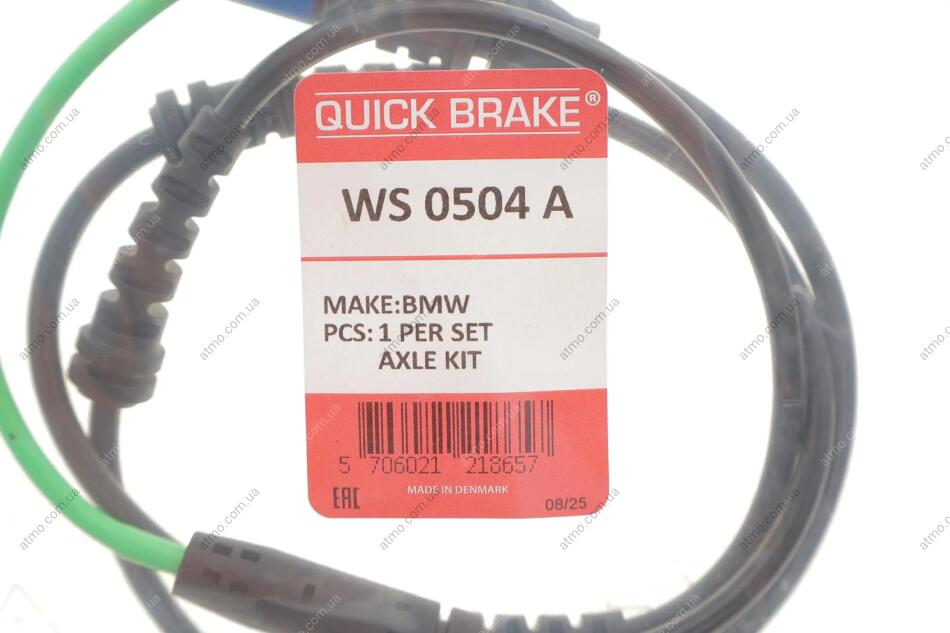 QUICK BRAKE®
WS 0504 A
MAKE:BMW
PCS: 1 PER SET
AXLE KIT
5 706021 218657
MADE IN DENMARK
EAC 08/25
atmo.com.ua